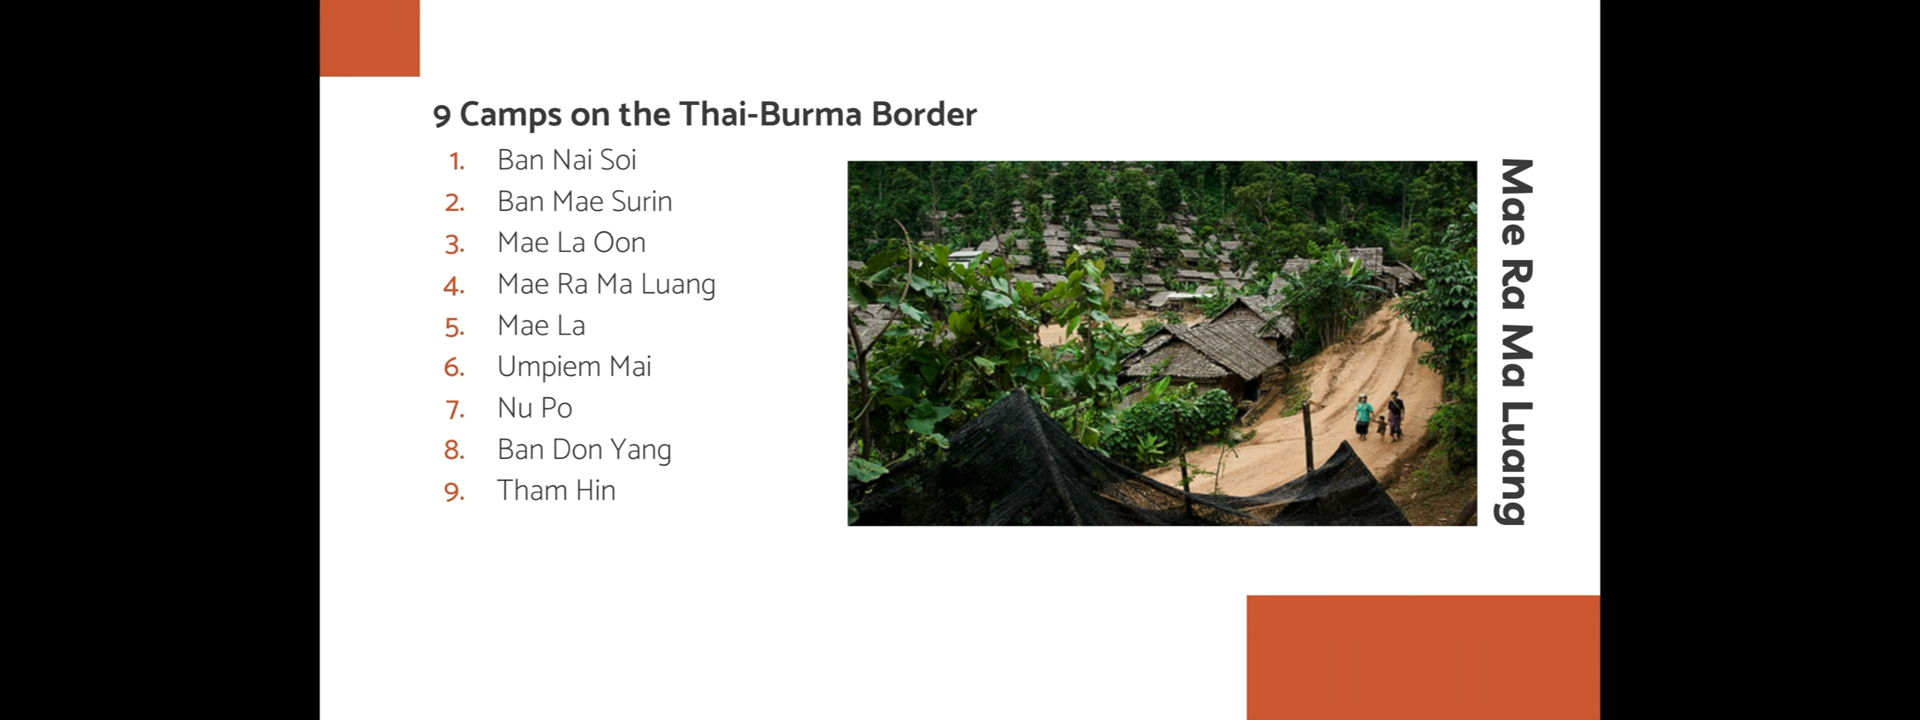 9 Camps on the Thai-Burma Border
1. Ban Nai Soi
2. Ban Mae Surin
3. Mae La Oon
4. Mae Ra Ma Luang
5. Mae La
6. Umpiem Mai
7. Nu Po
8. Ban Don Yang
9. Tham Hin
Mae Ra Ma Luang